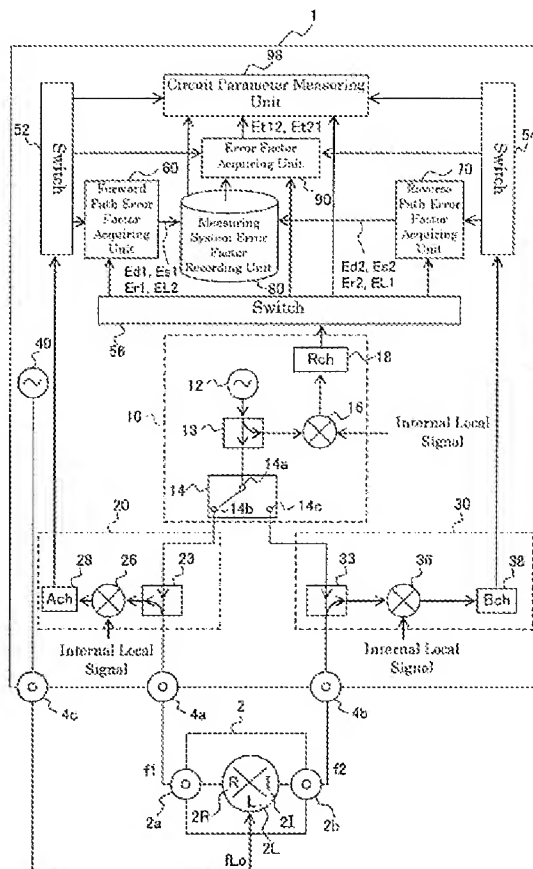 1
98
Circuit Parameter Measuring
Unit
52
Switch
54
Switch
Et12, Et21
60
Forward
Path Error
Factor
Acquiring
Unit
Error Factor
Acquiring Unit
90
70
Reverse
Path Error
Factor
Acquiring
Unit
Measuring
System Error
Factor
Recording Unit
80
Ed1, Es1
Er1, EL2
Ed2, Es2
Er2, EL1
Switch
56
40
Rch
18
12
16
10
13
Internal Local
Signal
14a
14
14b
14c
20
30
28
26
23
33
36
38
Ach
Bch
Internal Local
Signal
Internal Local
Signal
4c
4a
4b
2
f1
f2
R
I
L
2a
2R
2I
2b
2L
fLo